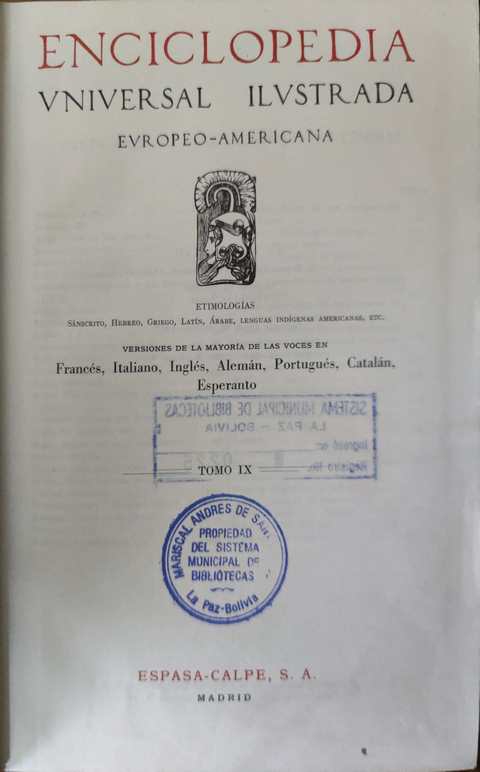 ENCICLOPEDIA
VNIVERSAL ILVSTRADA
EVROPEO-AMERICANA
ETIMOLOGÍAS
SÁNSCRITO, HEBREO, GRIEGO, LATÍN, ÁRABE, LENGUAS INDÍGENAS AMERICANAS, ETC.
VERSIONES DE LA MAYORÍA DE LAS VOCES EN
Francés, Italiano, Inglés, Alemán, Portugués, Catalán,
Esperanto
SISTEMA MUNICIPAL DE BIBLIOTECAS
LA PAZ - BOLIVIA
TOMO IX
MARISCAL ANDRES DE
PROPIEDAD
DEL SISTEMA
MUNICIPAL DE
BIBLIOTECAS
La Paz-Bolivia
ESPASA-CALPE, S. A.
MADRID